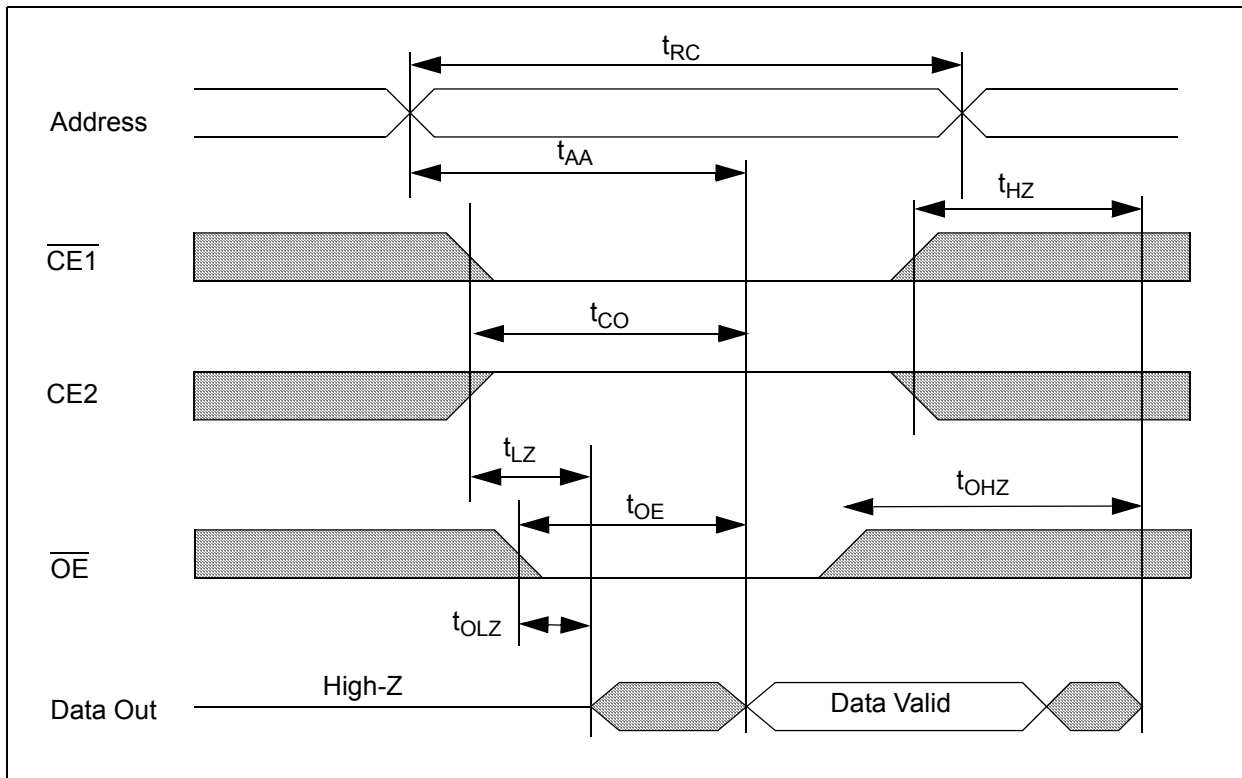 tRC
Address
tAA
tHZ
CE1
tCO
CE2
tLZ
tOHZ
tOE
OE
tOLZ
High-Z
Data Out
Data Valid